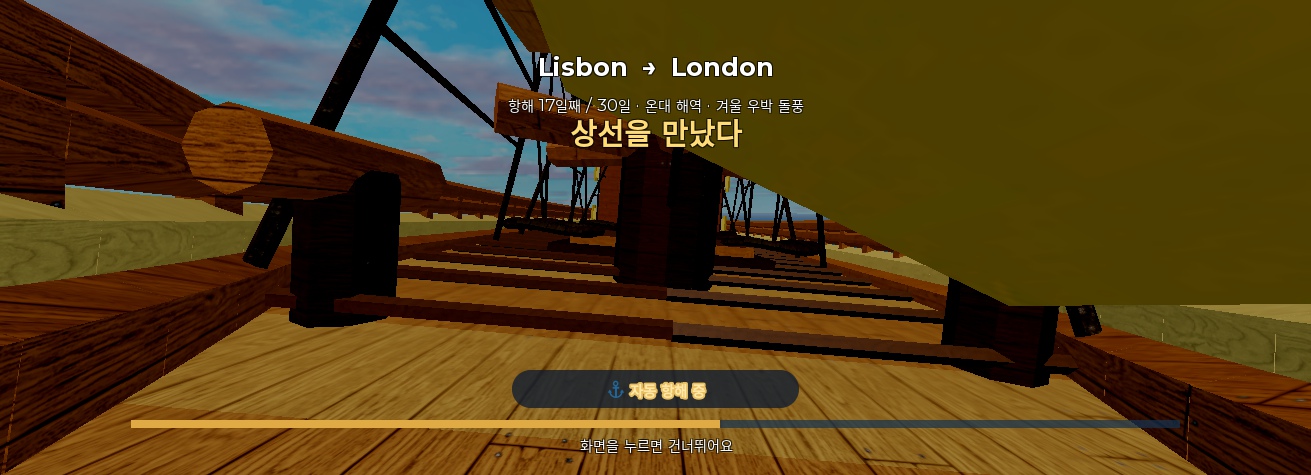 Lisbon → London
항해 17일째 / 30일 · 온대 해역 · 겨울 우박 돌풍
상선을 만났다
⚓ 자동 항해 중
화면을 누르면 건너뛰어요